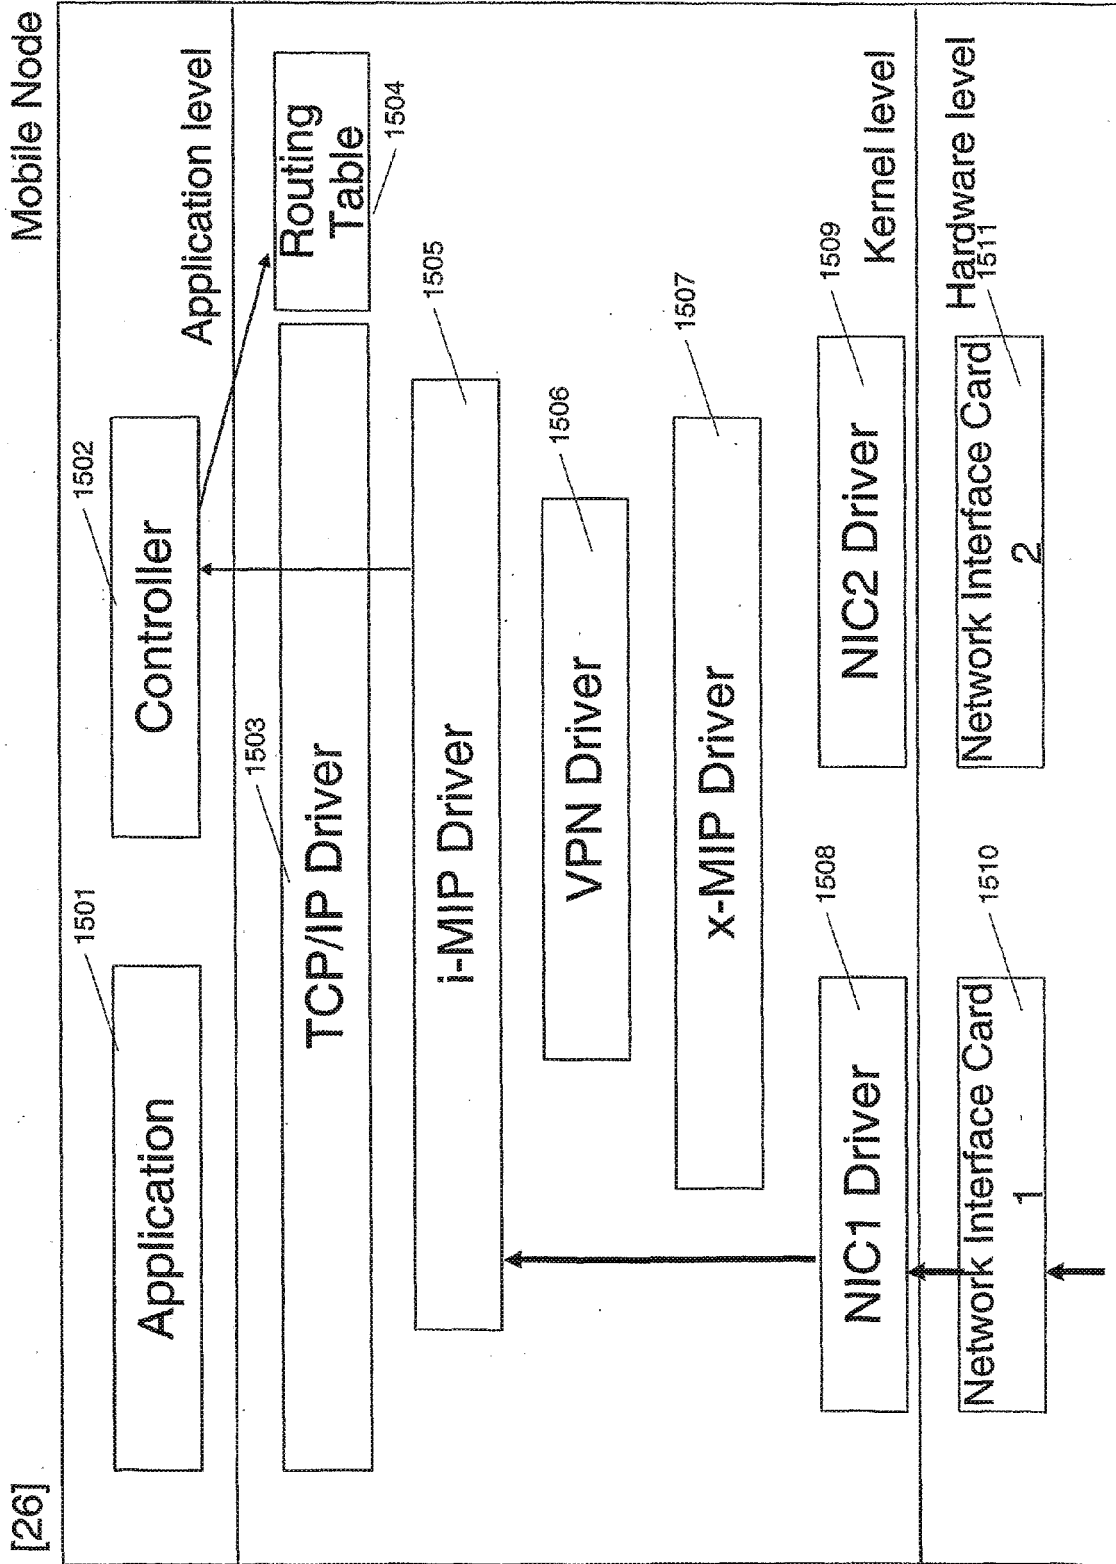 [26]
Mobile Node
Application level
1501
Application
1502
Controller
1503
TCP/IP Driver
Routing
Table
1504
i-MIP Driver
1505
VPN Driver
1506
x-MIP Driver
1507
NIC1 Driver
1508
NIC2 Driver
1509
Kernel level
Hardware level
Network Interface Card
1
1510
Network Interface Card
2
1511